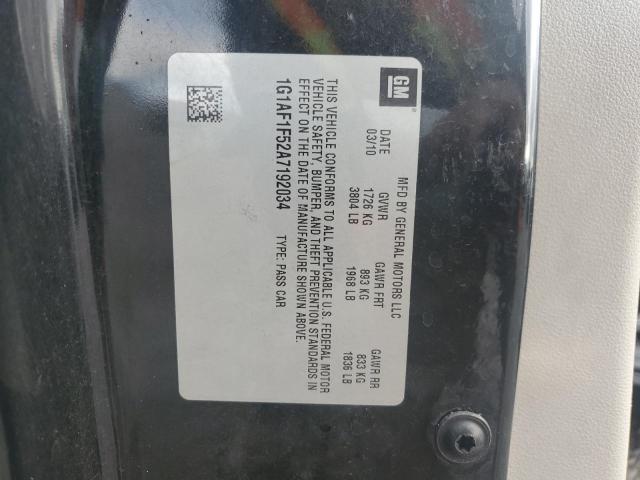 GM
MFD BY GENERAL MOTORS LLC
DATE GVWR GAWR FRT GAWR RR
03/10 1726 KG 893 KG 833 KG
3804 LB 1968 LB 1836 LB
THIS VEHICLE CONFORMS TO ALL APPLICABLE U.S. FEDERAL MOTOR
VEHICLE SAFETY, BUMPER, AND THEFT PREVENTION STANDARDS IN
EFFECT ON THE DATE OF MANUFACTURE SHOWN ABOVE.
1G1AF1F52A7192034 TYPE: PASS CAR